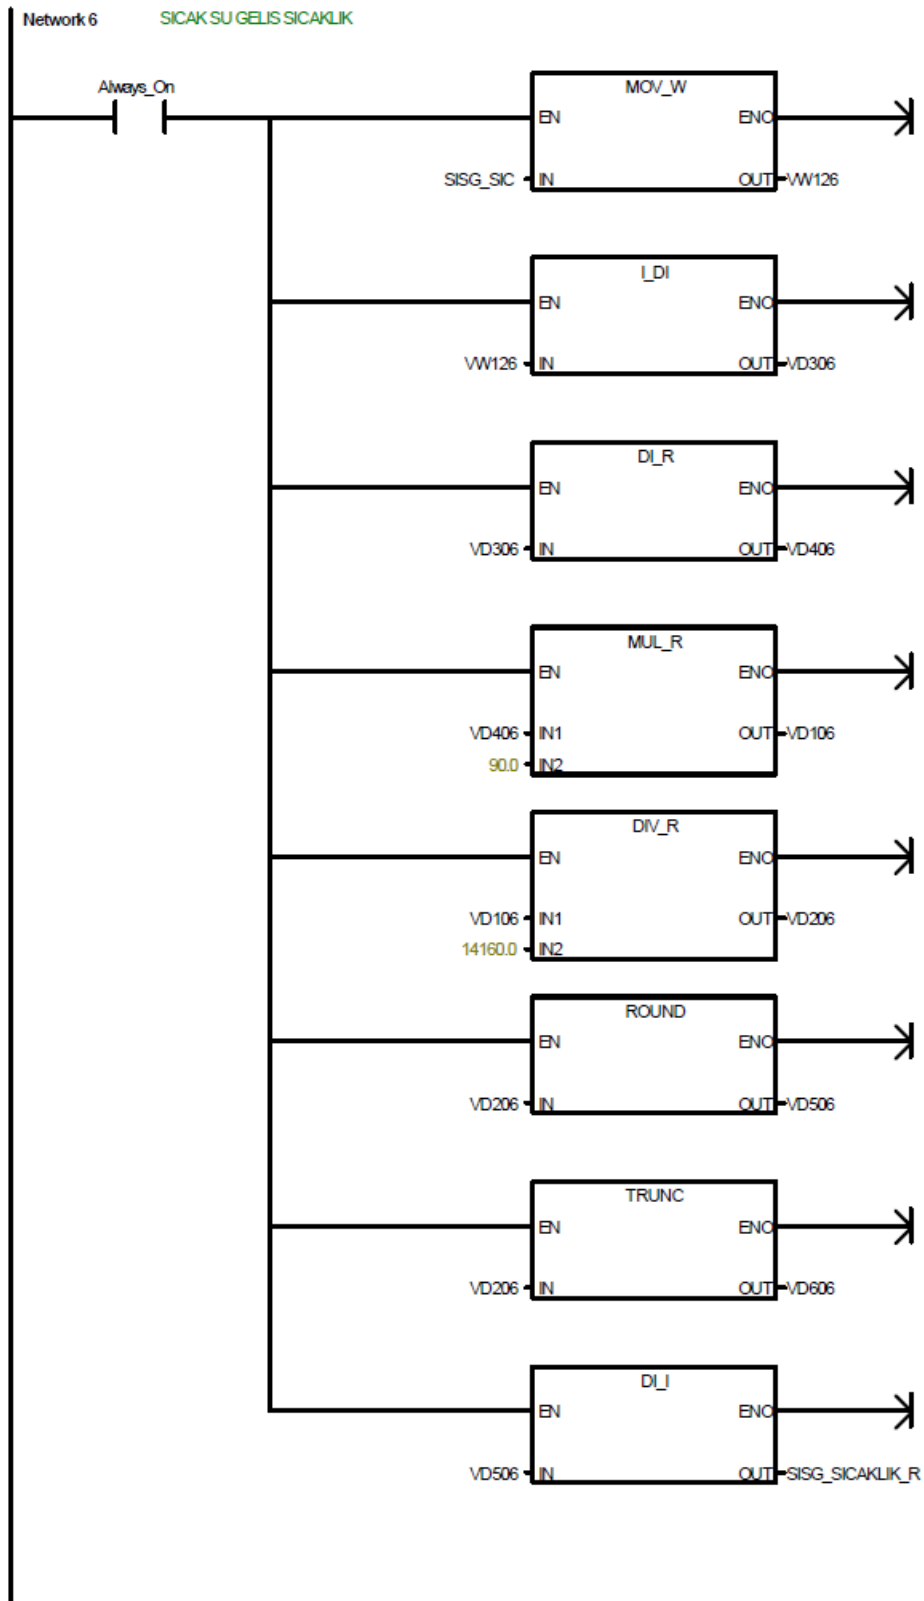 Network 6 SICAK SU GELIS SICAKLIK
Always_On
MOV_W
EN ENO
SISG_SIC IN OUT VW126
I_DI
EN ENO
VW126 IN OUT VD306
DI_R
EN ENO
VD306 IN OUT VD406
MUL_R
EN ENO
VD406 IN1 OUT VD106
90.0 IN2
DIV_R
EN ENO
VD106 IN1 OUT VD206
14160.0 IN2
ROUND
EN ENO
VD206 IN OUT VD506
TRUNC
EN ENO
VD206 IN OUT VD606
DI_I
EN ENO
VD506 IN OUT SISG_SICAKLIK_R